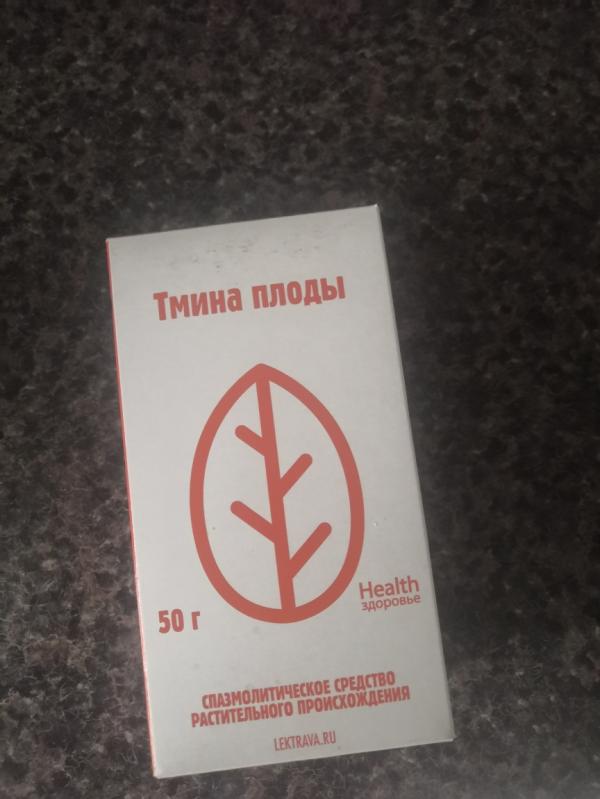 Тмина плоды
Health
здоровье
50 г
СПАЗМОЛИТИЧЕСКОЕ СРЕДСТВО
РАСТИТЕЛЬНОГО ПРОИСХОЖДЕНИЯ
LEKTRAVA.RU